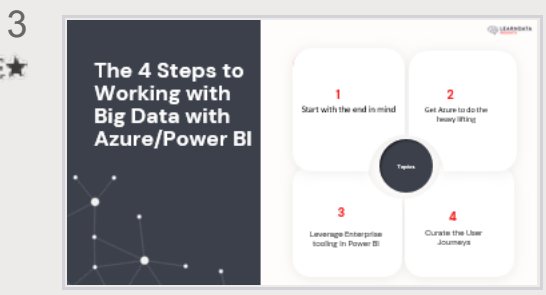 3
The 4 Steps to
Working with
Big Data with
Azure/Power BI
LEARNDATA
1
Start with the end in mind
2
Get Azure to do the
heavy lifting
Topics
3
Leverage Enterprise
tooling in Power BI
4
Curate the User
Journeys